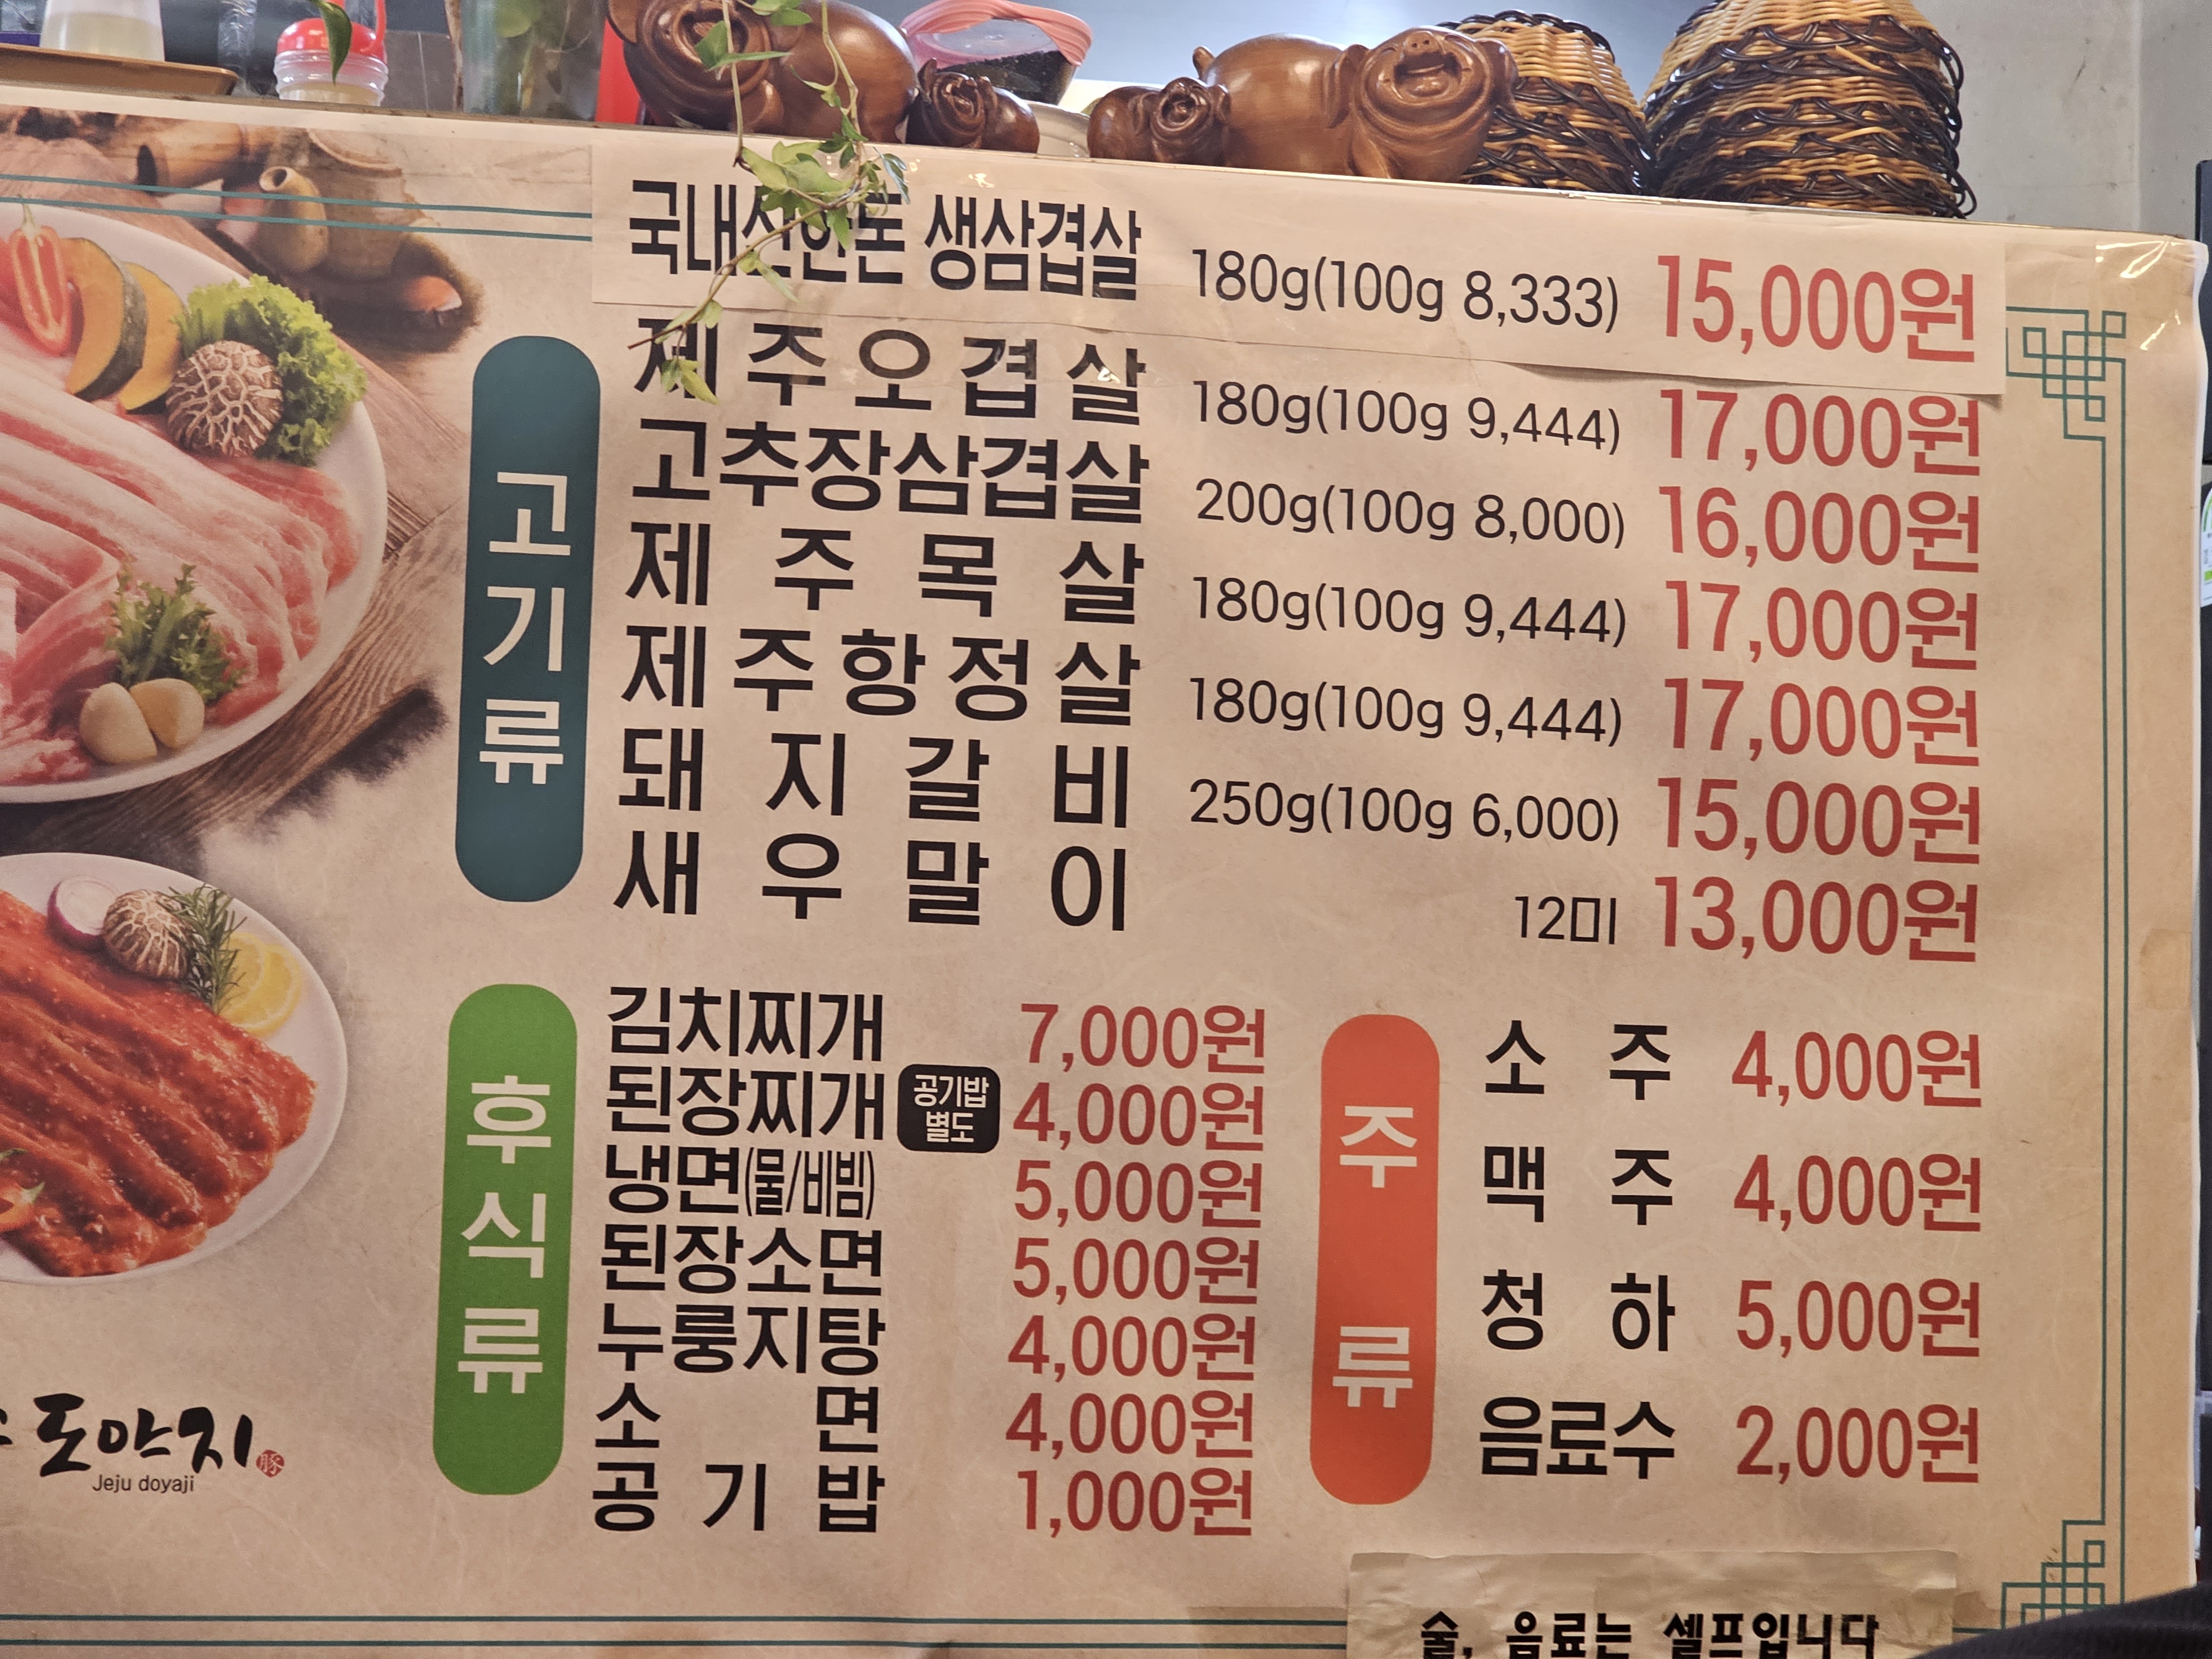 고기류
국내산한돈 생삼겹살 180g(100g 8,333) 15,000원
제주오겹살 180g(100g 9,444) 17,000원
고추장삼겹살 200g(100g 8,000) 16,000원
제주목살 180g(100g 9,444) 17,000원
제주항정살 180g(100g 9,444) 17,000원
돼지갈비 250g(100g 6,000) 15,000원
새우말이 12미 13,000원
후식류
김치찌개 7,000원
된장찌개 공기밥 별도 4,000원
냉면(물/비빔) 5,000원
된장소면 5,000원
누룽지탕 4,000원
소면 4,000원
공기밥 1,000원
주류
소주 4,000원
맥주 4,000원
청하 5,000원
음료수 2,000원
도야지
Jeju doyaji
술, 음료는 셀프입니다